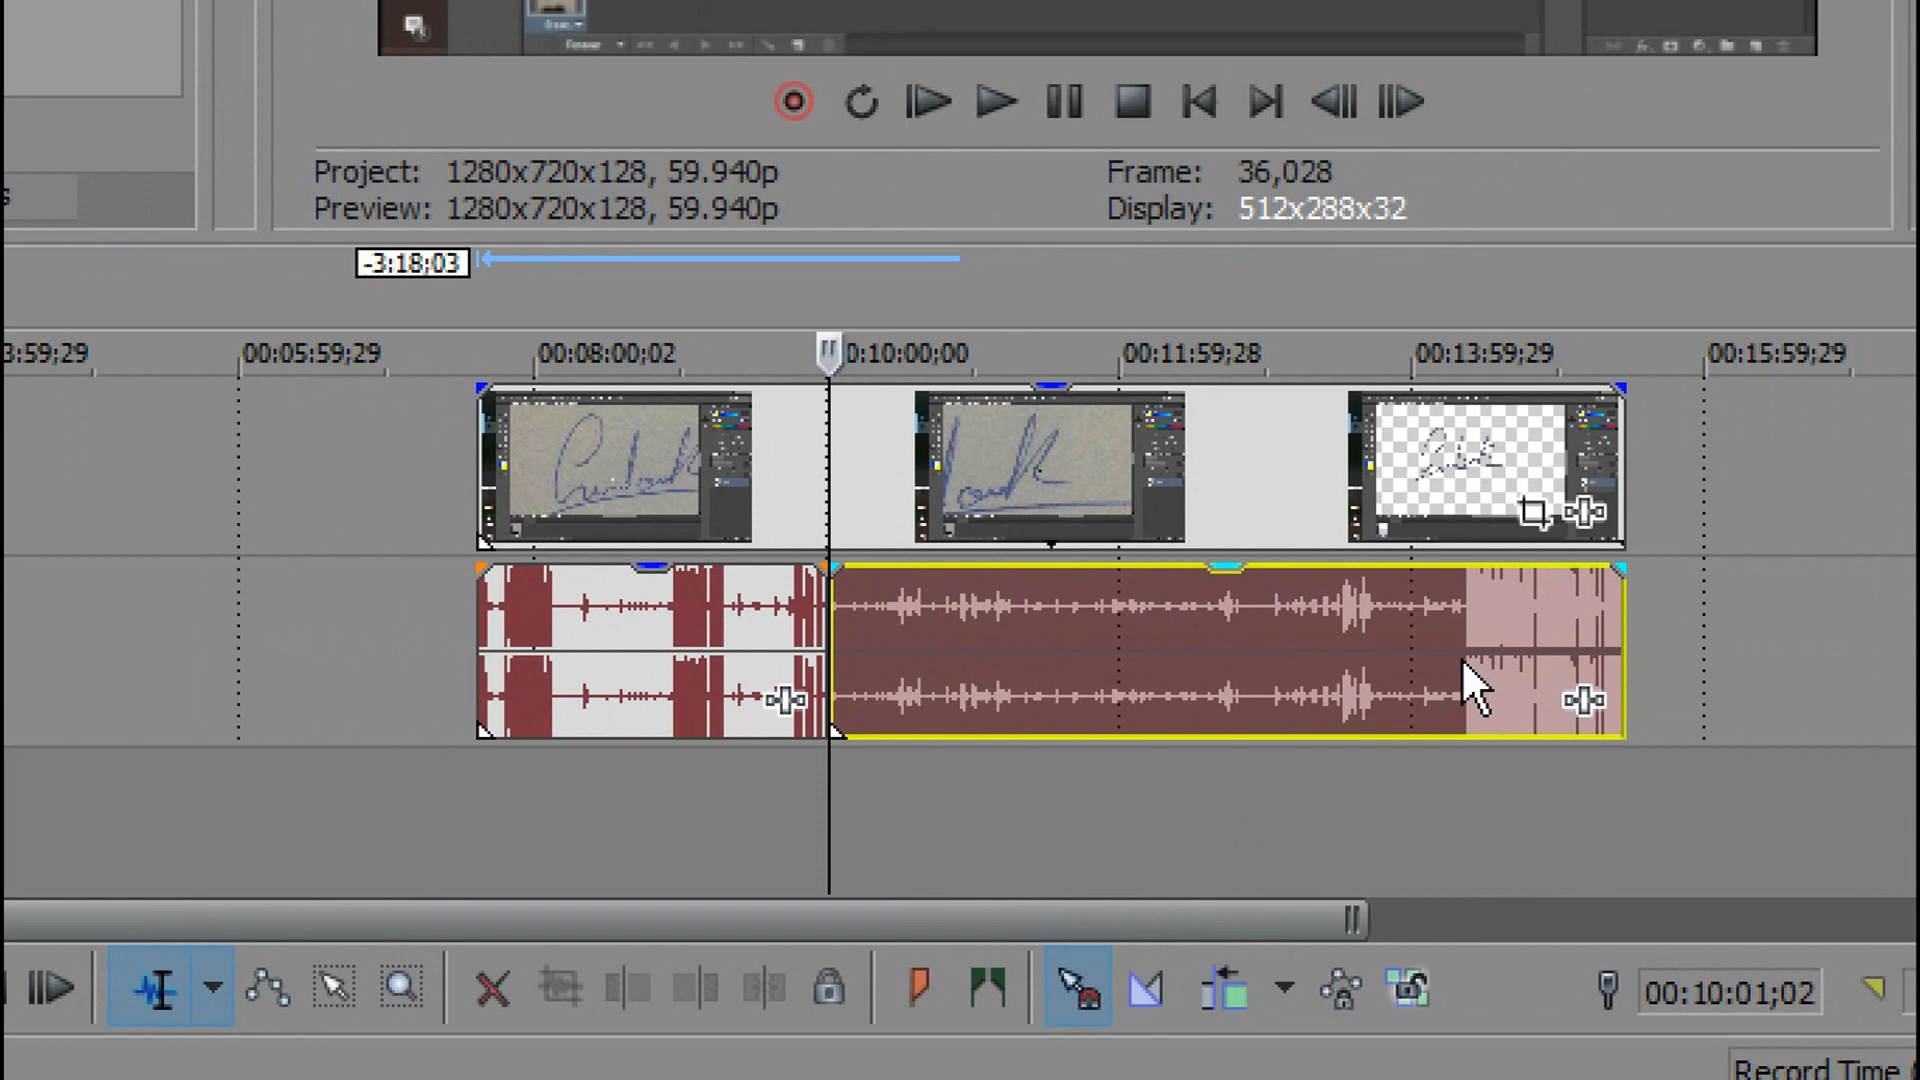 Project: 1280x720x128, 59.940p
Frame: 36,028
Preview: 1280x720x128, 59.940p
Display: 512x288x32
-3:18;03
3:59;29
00:05:59;29
00:08:00;02
0:10:00;00
00:11:59;28
00:13:59;29
00:15:59;29
00:10:01;02
Record Time